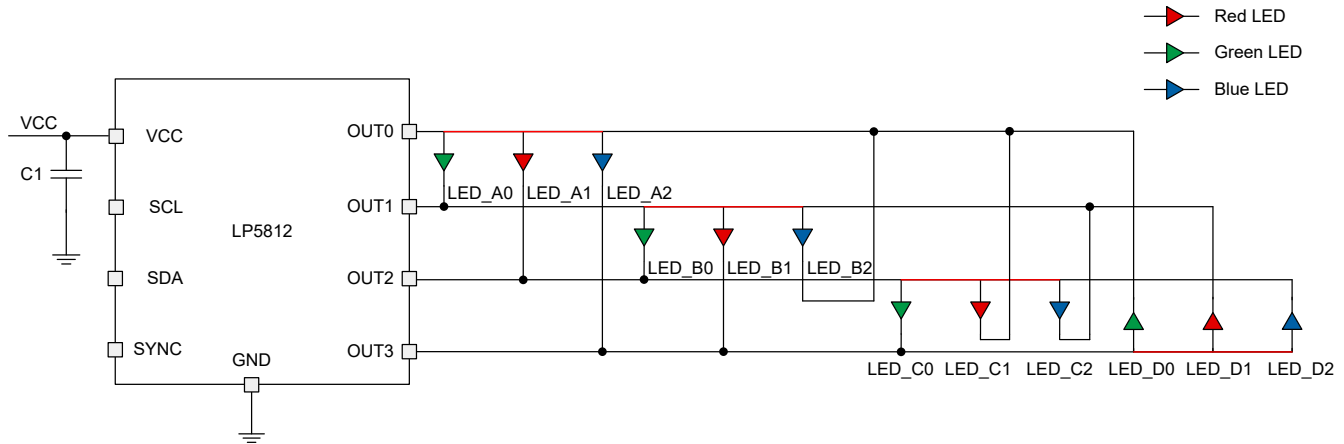 Red LED
Green LED
Blue LED
VCC
C1
VCC
SCL
SDA
SYNC
LP5812
GND
OUT0
OUT1
OUT2
OUT3
LED_A0
LED_A1
LED_A2
LED_B0
LED_B1
LED_B2
LED_C0
LED_C1
LED_C2
LED_D0
LED_D1
LED_D2